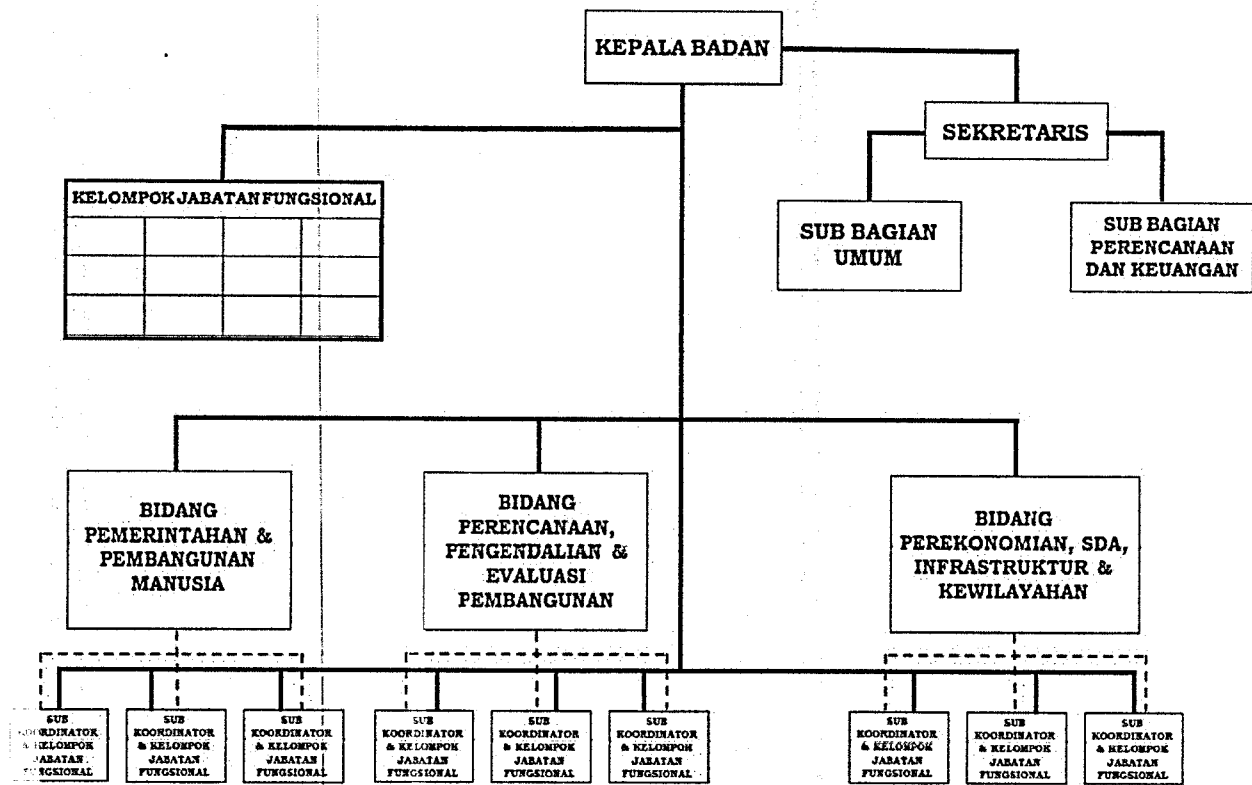 KEPALA BADAN
SEKRETARIS
KELOMPOK JABATAN FUNGSIONAL
SUB BAGIAN
UMUM
SUB BAGIAN
PERENCANAAN
DAN KEUANGAN
BIDANG
PEMERINTAHAN &
PEMBANGUNAN
MANUSIA
BIDANG
PERENCANAAN,
PENGENDALIAN &
EVALUASI
PEMBANGUNAN
BIDANG
PEREKONOMIAN, SDA,
INFRASTRUKTUR &
KEWILAYAHAN
SUB
KOORDINATOR
& KELOMPOK
JABATAN
FUNGSIONAL
SUB
KOORDINATOR
& KELOMPOK
JABATAN
FUNGSIONAL
SUB
KOORDINATOR
& KELOMPOK
JABATAN
FUNGSIONAL
SUB
KOORDINATOR
& KELOMPOK
JABATAN
FUNGSIONAL
SUB
KOORDINATOR
& KELOMPOK
JABATAN
FUNGSIONAL
SUB
KOORDINATOR
& KELOMPOK
JABATAN
FUNGSIONAL
SUB
KOORDINATOR
& KELOMPOK
JABATAN
FUNGSIONAL
SUB
KOORDINATOR
& KELOMPOK
JABATAN
FUNGSIONAL
SUB
KOORDINATOR
& KELOMPOK
JABATAN
FUNGSIONAL